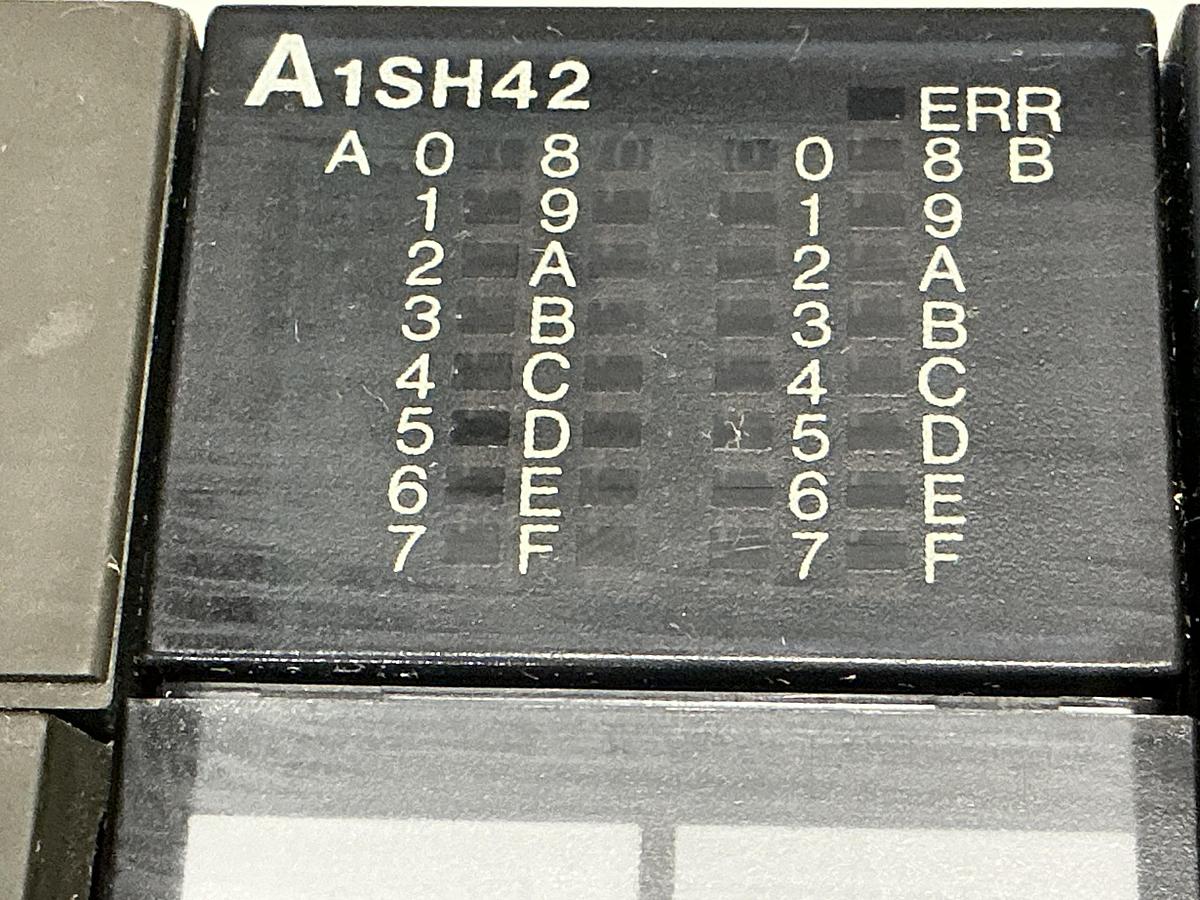 A1SH42
ERR
A 0 8 0 8 B
1 9 1 9
2 A 2 A
3 B 3 B
4 C 4 C
5 D 5 D
6 E 6 E
7 F 7 F